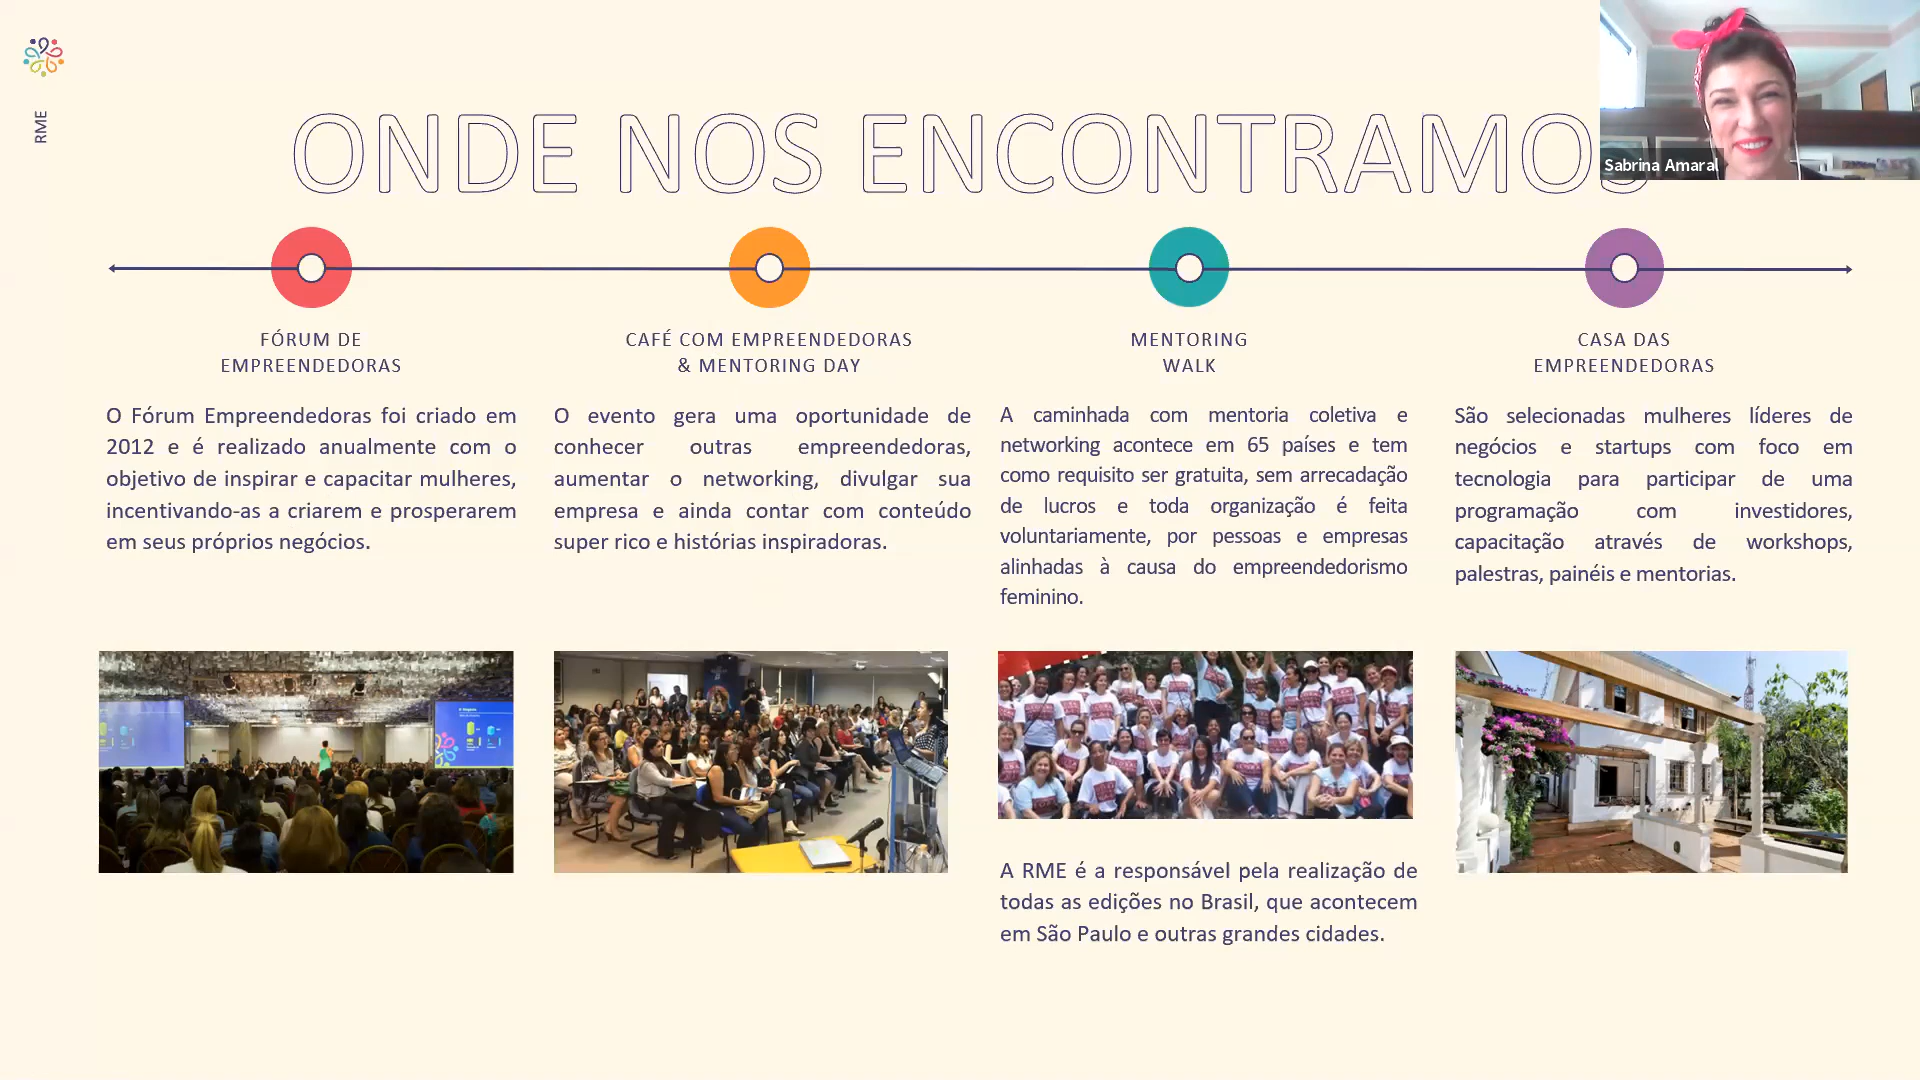 RME
ONDE NOS ENCONTRAMOS
Sabrina Amaral
FÓRUM DE
EMPREENDEDORAS
O Fórum Empreendedoras foi criado em
2012 e é realizado anualmente com o
objetivo de inspirar e capacitar mulheres,
incentivando-as a criarem e prosperarem
em seus próprios negócios.
CAFÉ COM EMPREENDEDORAS
& MENTORING DAY
O evento gera uma oportunidade de
conhecer outras empreendedoras,
aumentar o networking, divulgar sua
empresa e ainda contar com conteúdo
super rico e histórias inspiradoras.
MENTORING
WALK
A caminhada com mentoria coletiva e
networking acontece em 65 países e tem
como requisito ser gratuita, sem arrecadação
de lucros e toda organização é feita
voluntariamente, por pessoas e empresas
alinhadas à causa do empreendedorismo
feminino.
A RME é a responsável pela realização de
todas as edições no Brasil, que acontecem
em São Paulo e outras grandes cidades.
CASA DAS
EMPREENDEDORAS
São selecionadas mulheres líderes de
negócios e startups com foco em
tecnologia para participar de uma
programação com investidores,
capacitação através de workshops,
palestras, painéis e mentorias.